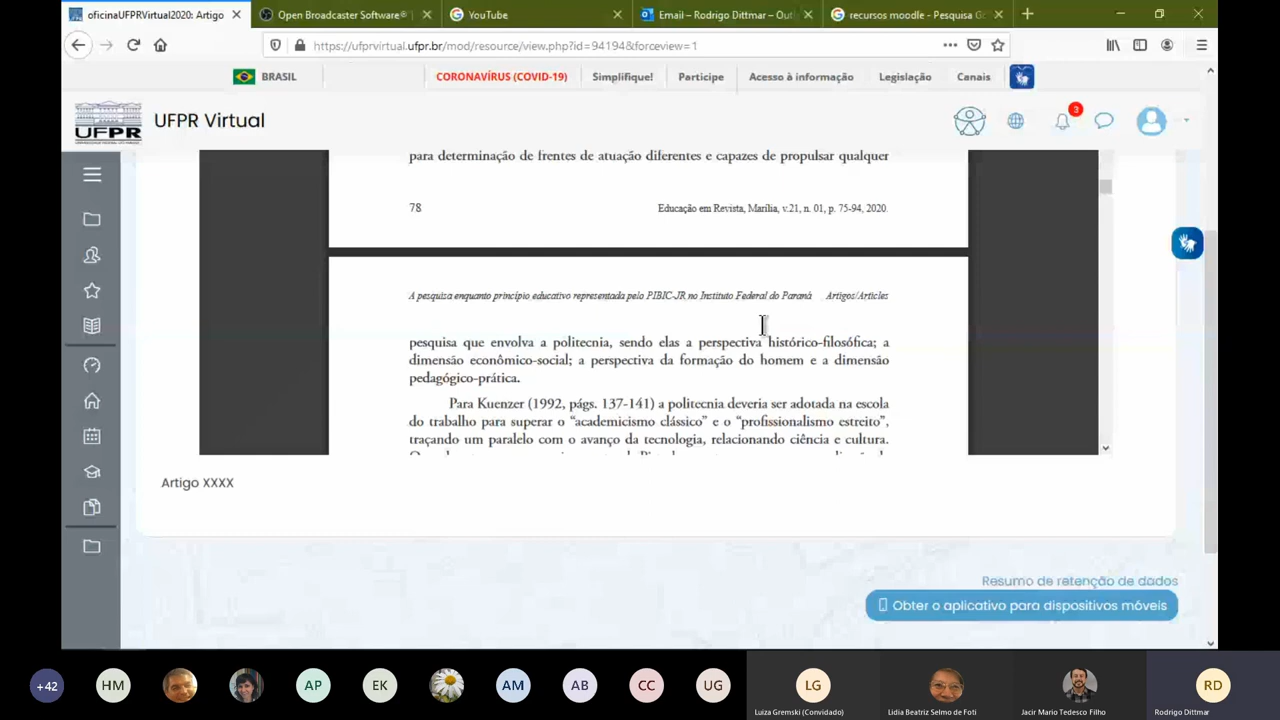 oficinaUFPRVirtual2020: Artigo
Open Broadcaster Software®
YouTube
Email – Rodrigo Dittmar – Out
recursos moodle - Pesquisa G
https://ufprvirtual.ufpr.br/mod/resource/view.php?id=94194&forceview=1
BRASIL
CORONAVÍRUS (COVID-19)
Simplifique!
Participe
Acesso à informação
Legislação
Canais
UFPR
UFPR Virtual
3
para determinação de frentes de atuação diferentes e capazes de propulsar qualquer
78
Educação em Revista, Marília, v.21, n. 01, p. 75-94, 2020.
A pesquisa enquanto princípio educativo representada pelo PIBIC-JR no Instituto Federal do Paraná Artigos/Articles
pesquisa que envolva a politecnia, sendo elas a perspectiva histórico-filosófica; a
dimensão econômico-social; a perspectiva da formação do homem e a dimensão
pedagógico-prática.
Para Kuenzer (1992, págs. 137-141) a politecnia deveria ser adotada na escola
do trabalho para superar o “academicismo clássico” e o “profissionalismo estreito”,
traçando um paralelo com o avanço da tecnologia, relacionando ciência e cultura.
Artigo XXXX
Resumo de retenção de dados
Obter o aplicativo para dispositivos móveis
+42
HM
AP
EK
AM
AB
CC
UG
LG
RD
Luiza Gremski (Convidado)
Lidia Beatriz Selmo de Foti
Jacir Mario Tedesco Filho
Rodrigo Dittmar